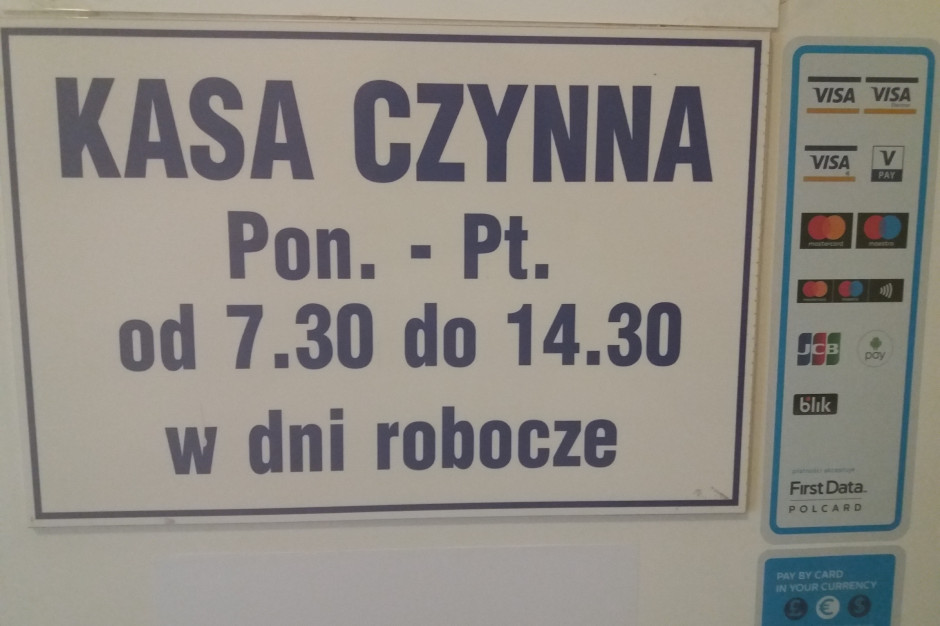 KASA CZYNNA
Pon. - Pt.
od 7.30 do 14.30
w dni robocze
VISA VISA
VISA V PAY
mastercard maestro
JCB pay
blik
First Data.
POLCARD
PAY BY CARD
IN YOUR CURRENCY
£ € $